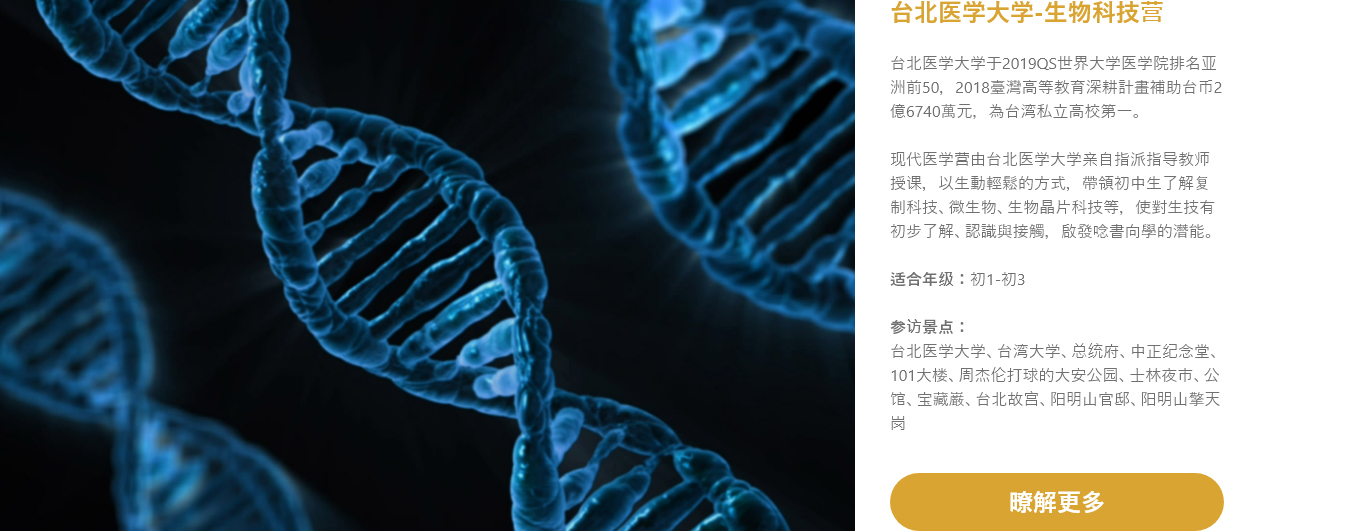 台北医学大学-生物科技营
台北医学大学于2019QS世界大学医学院排名亚
洲前50，2018臺灣高等教育深耕計畫補助台币2
億6740萬元，為台湾私立高校第一。
现代医学营由台北医学大学亲自指派指导教师
授课，以生動輕鬆的方式，帶領初中生了解复
制科技、微生物、生物晶片科技等，使對生技有
初步了解、認識與接觸，啟發唸書向學的潛能。
适合年级：初1-初3
参访景点：
台北医学大学、台湾大学、总统府、中正纪念堂、
101大楼、周杰伦打球的大安公园、士林夜市、公
馆、宝藏巖、台北故宫、阳明山官邸、阳明山擎天
岗
暸解更多